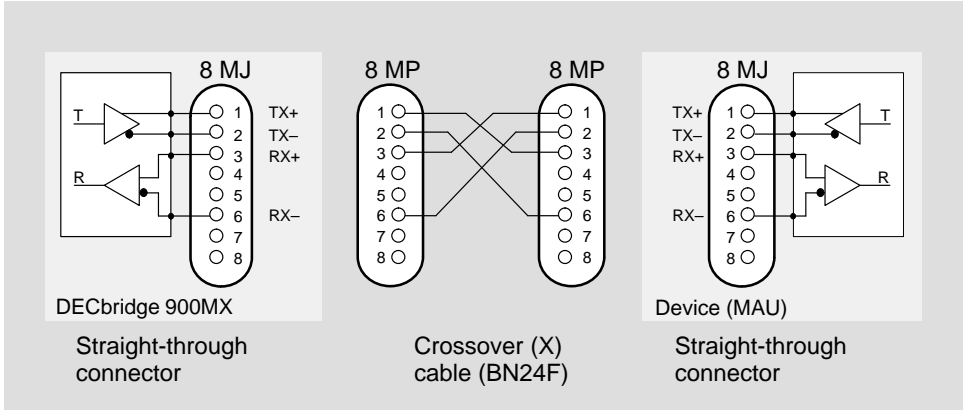 8 MJ
T
R
1 TX+
2 TX–
3 RX+
4
5
6 RX–
7
8
DECbridge 900MX
Straight-through
connector
8 MP 8 MP
1 1
2 2
3 3
4 4
5 5
6 6
7 7
8 8
Crossover (X)
cable (BN24F)
8 MJ
TX+ 1
TX– 2
RX+ 3
4
5
RX– 6
7
8
T
R
Device (MAU)
Straight-through
connector